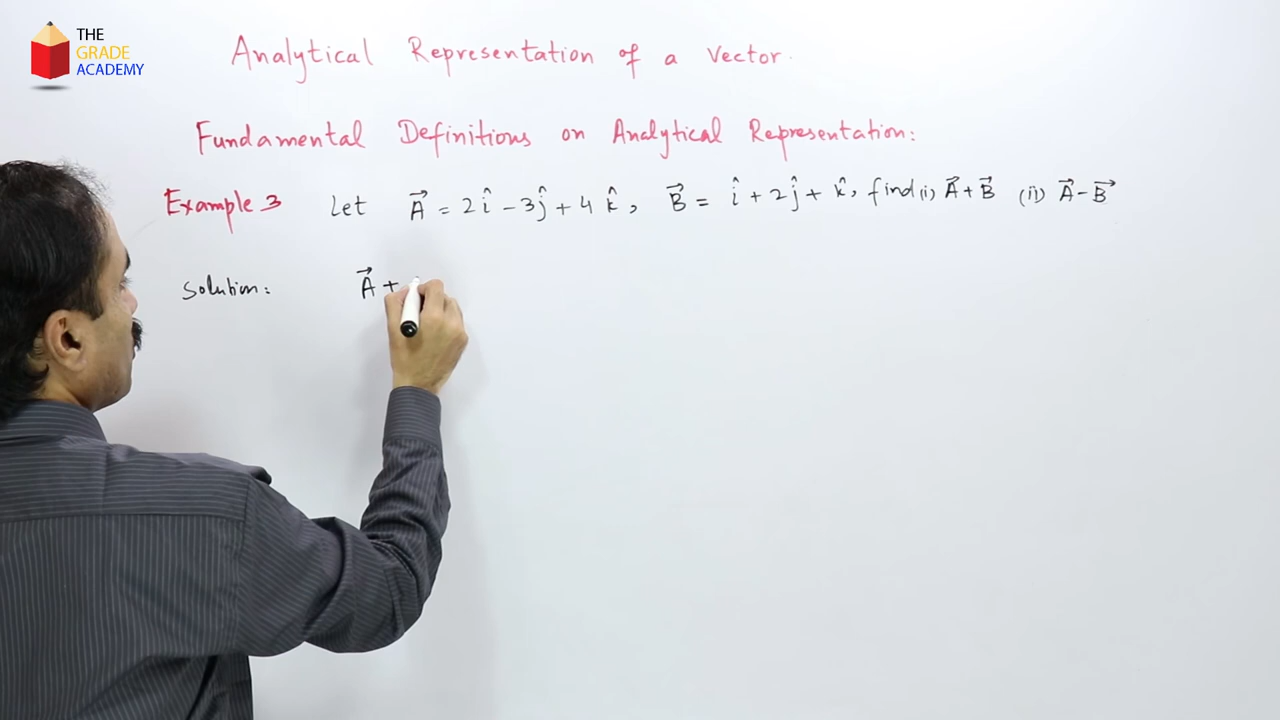 THE
GRADE
ACADEMY
Analytical Representation of a Vector.
Fundamental Definitions on Analytical Representation:
Example 3 Let A⃗ = 2î - 3ĵ + 4k̂, B⃗ = î + 2ĵ + k̂, find (i) A⃗ + B⃗ (ii) A⃗ - B⃗
Solution: A⃗ +